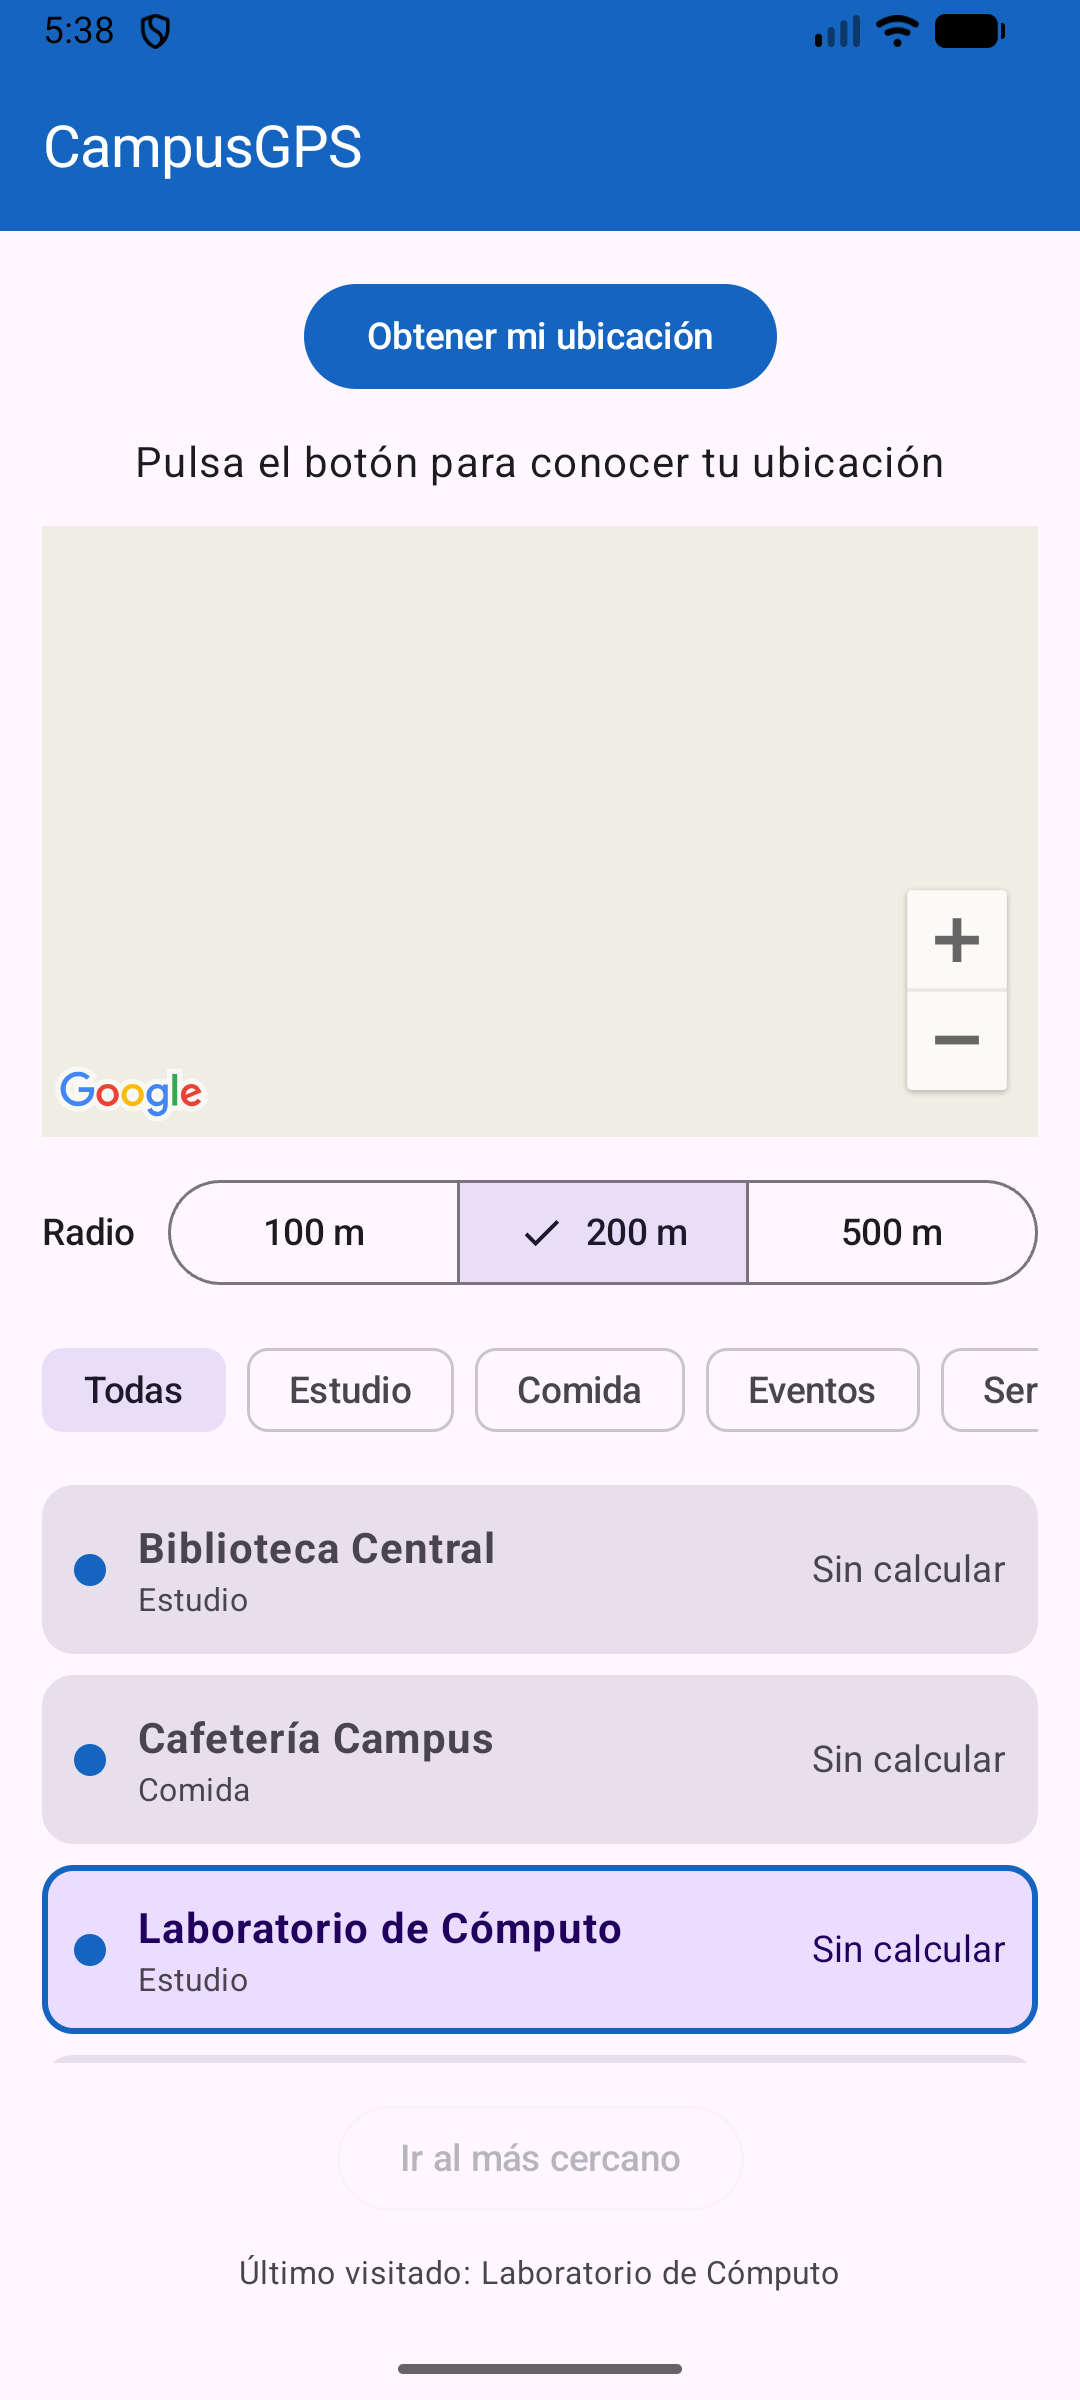 5:38
CampusGPS
Obtener mi ubicación
Pulsa el botón para conocer tu ubicación
Google
Radio 100 m 200 m 500 m
Todas Estudio Comida Eventos Ser
Biblioteca Central
Estudio
Sin calcular
Cafetería Campus
Comida
Sin calcular
Laboratorio de Cómputo
Estudio
Sin calcular
Ir al más cercano
Último visitado: Laboratorio de Cómputo